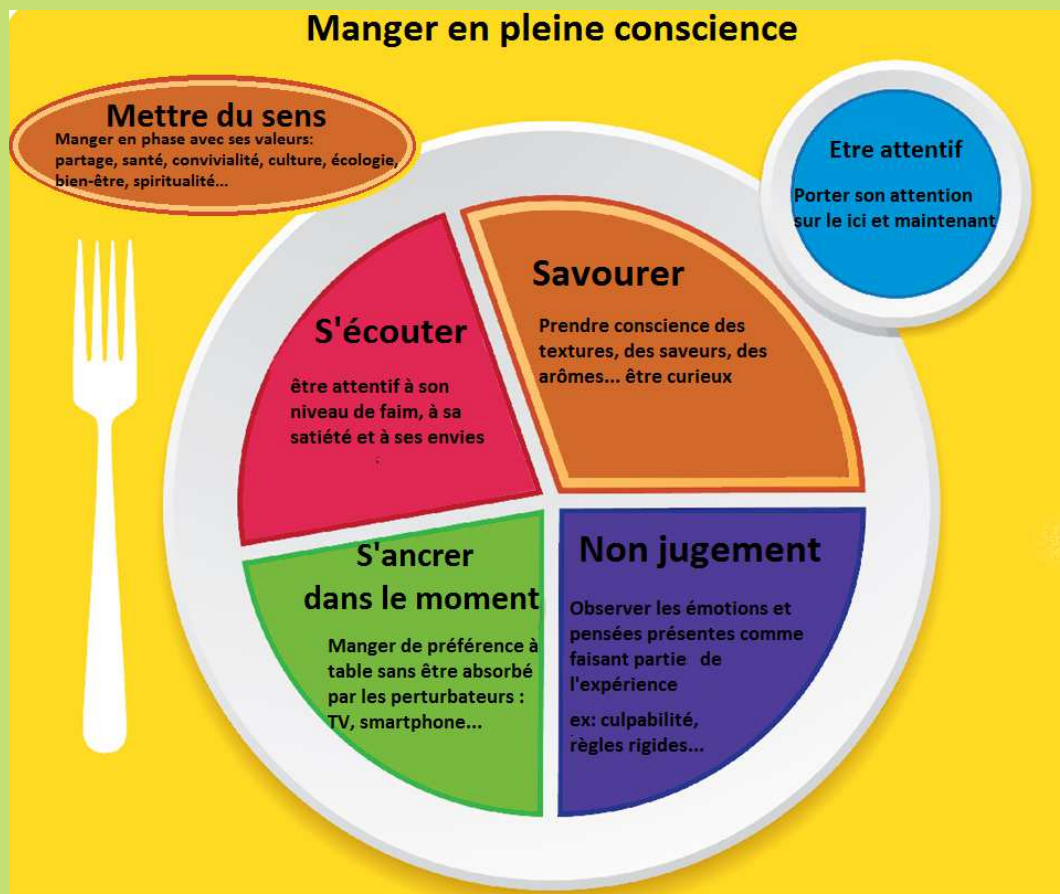 Manger en pleine conscience
Mettre du sens
Manger en phase avec ses valeurs:
partage, santé, convivialité, culture, écologie,
bien-être, spiritualité...
Etre attentif
Porter son attention
sur le ici et maintenant
S'écouter
être attentif à son
niveau de faim, à sa
satiété et à ses envies
Savourer
Prendre conscience des
textures, des saveurs, des
arômes... être curieux
S'ancrer
dans le moment
Manger de préférence à
table sans être absorbé
par les perturbateurs :
TV, smartphone...
Non jugement
Observer les émotions et
pensées présentes comme
faisant partie de
l'expérience
ex: culpabilité,
règles rigides...